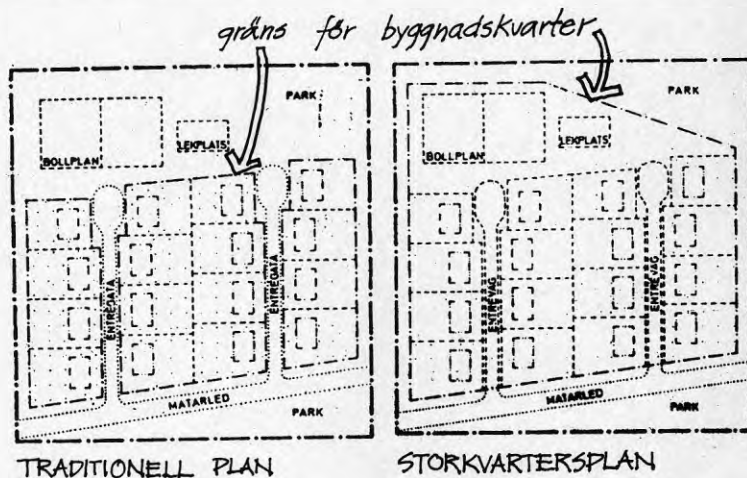 gräns för byggnadskvarter
PARK
BOLLPLAN
LEKPLATS
ENTREGATA
ENTREGATA
MATARLED
PARK
TRADITIONELL PLAN
PARK
BOLLPLAN
LEKPLATS
ENTREVÄG
ENTREVÄG
MATARLED
PARK
STORKVARTERSPLAN